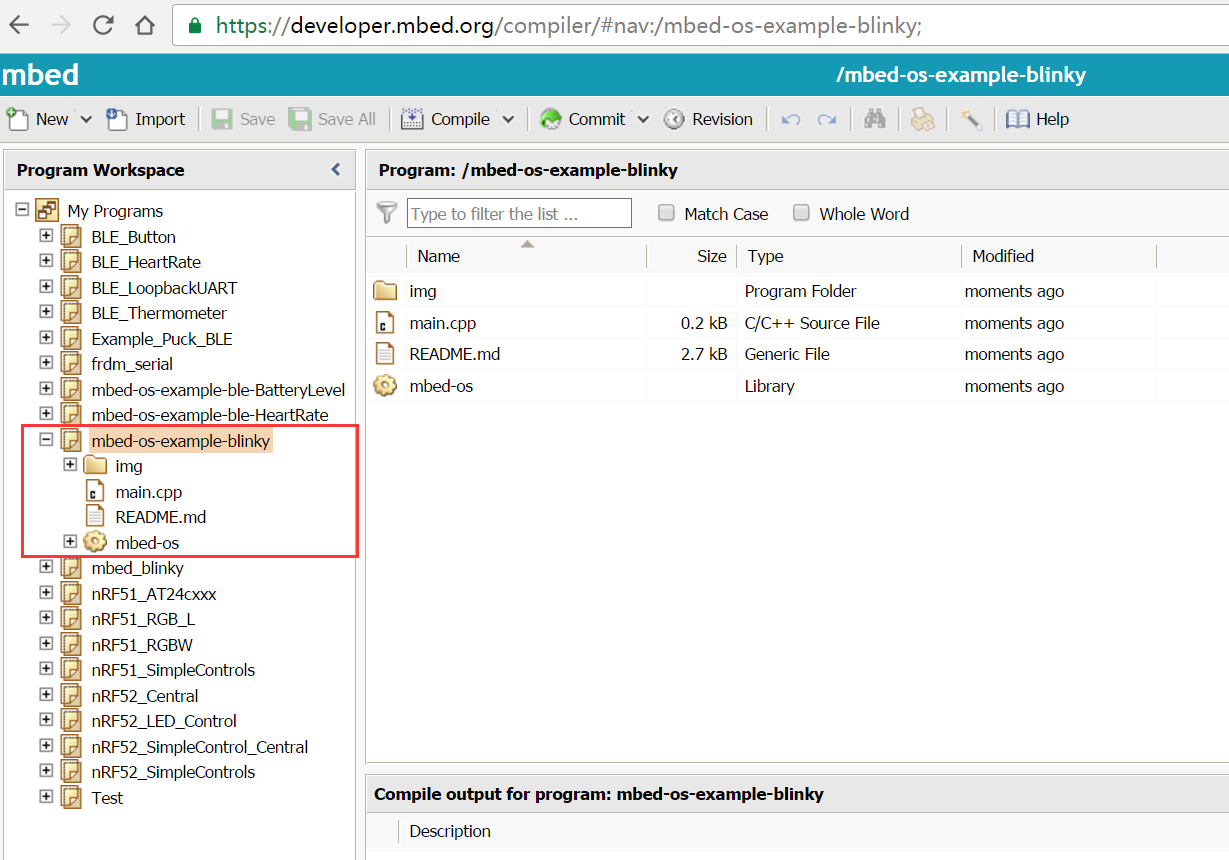 https://developer.mbed.org/compiler/#nav:/mbed-os-example-blinky;
mbed /mbed-os-example-blinky
New Import Save Save All Compile Commit Revision Help
Program Workspace
My Programs
BLE_Button
BLE_HeartRate
BLE_LoopbackUART
BLE_Thermometer
Example_Puck_BLE
frdm_serial
mbed-os-example-ble-BatteryLevel
mbed-os-example-ble-HeartRate
mbed-os-example-blinky
img
main.cpp
README.md
mbed-os
mbed_blinky
nRF51_AT24cxxx
nRF51_RGB_L
nRF51_RGBW
nRF51_SimpleControls
nRF52_Central
nRF52_LED_Control
nRF52_SimpleControl_Central
nRF52_SimpleControls
Test
Program: /mbed-os-example-blinky
Type to filter the list ... Match Case Whole Word
Name Size Type Modified
img Program Folder moments ago
main.cpp 0.2 kB C/C++ Source File moments ago
README.md 2.7 kB Generic File moments ago
mbed-os Library moments ago
Compile output for program: mbed-os-example-blinky
Description